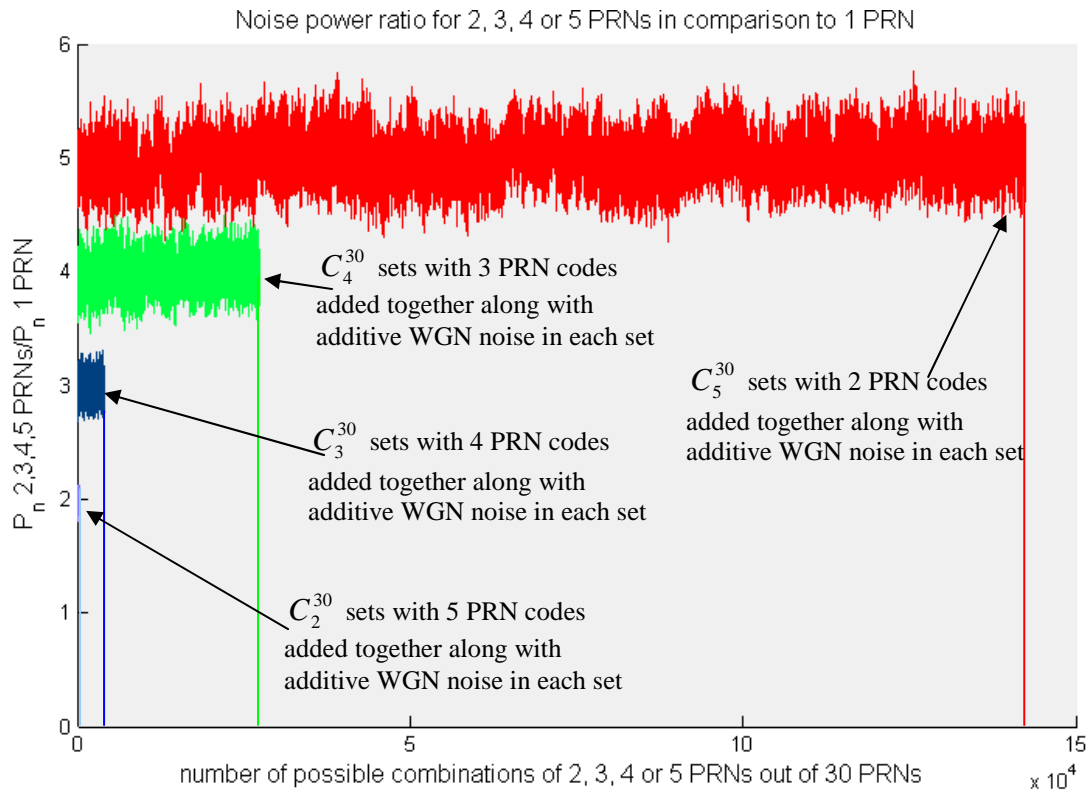 Noise power ratio for 2, 3, 4 or 5 PRNs in comparison to 1 PRN
P_n 2,3,4,5 PRNs/P_n 1 PRN
6
5
4
3
2
1
0
C_4^30 sets with 3 PRN codes
added together along with
additive WGN noise in each set
C_5^30 sets with 2 PRN codes
added together along with
additive WGN noise in each set
C_3^30 sets with 4 PRN codes
added together along with
additive WGN noise in each set
C_2^30 sets with 5 PRN codes
added together along with
additive WGN noise in each set
0 5 10 15
number of possible combinations of 2, 3, 4 or 5 PRNs out of 30 PRNs
x 10^4